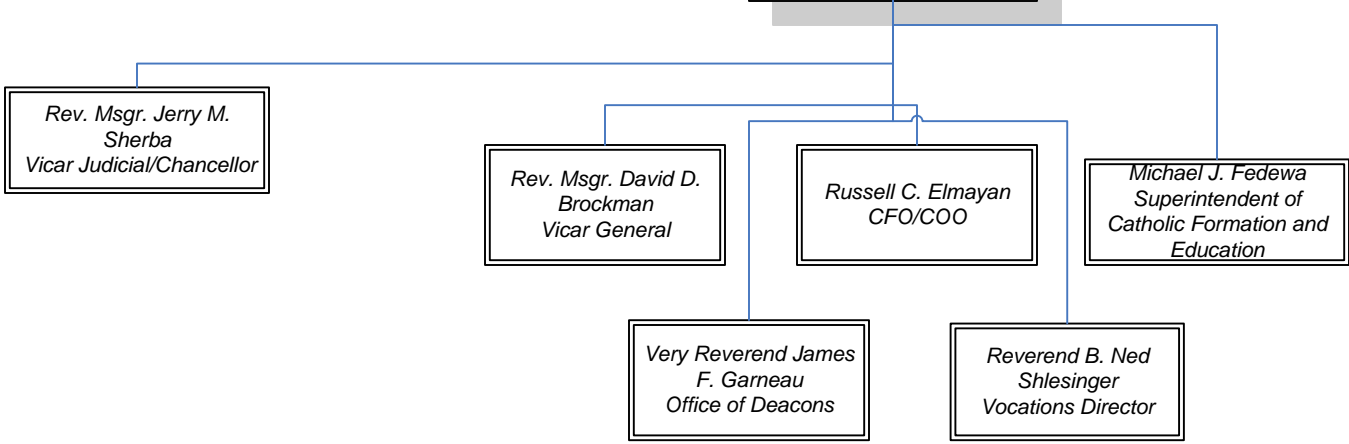 Rev. Msgr. Jerry M.
Sherba
Vicar Judicial/Chancellor
Rev. Msgr. David D.
Brockman
Vicar General
Russell C. Elmayan
CFO/COO
Michael J. Fedewa
Superintendent of
Catholic Formation and
Education
Very Reverend James
F. Garneau
Office of Deacons
Reverend B. Ned
Shlesinger
Vocations Director